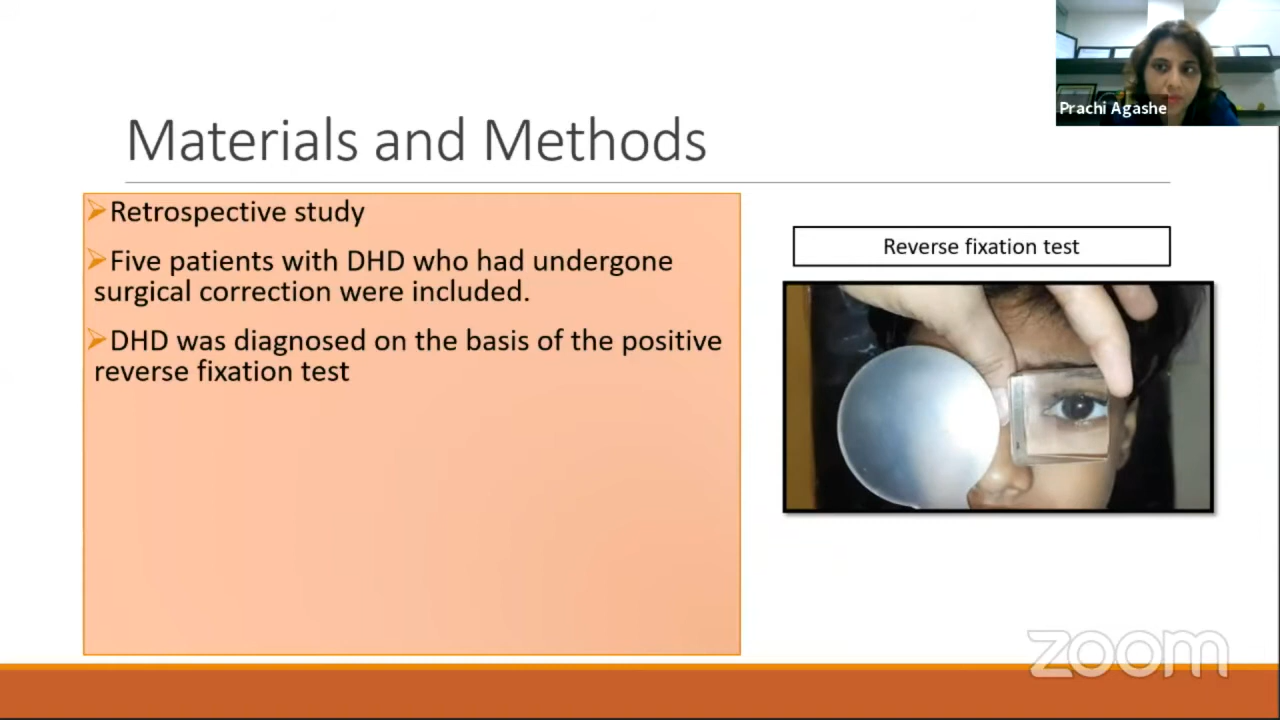 Prachi Agashe
Materials and Methods
➢Retrospective study
➢Five patients with DHD who had undergone
surgical correction were included.
➢DHD was diagnosed on the basis of the positive
reverse fixation test
Reverse fixation test
zoom